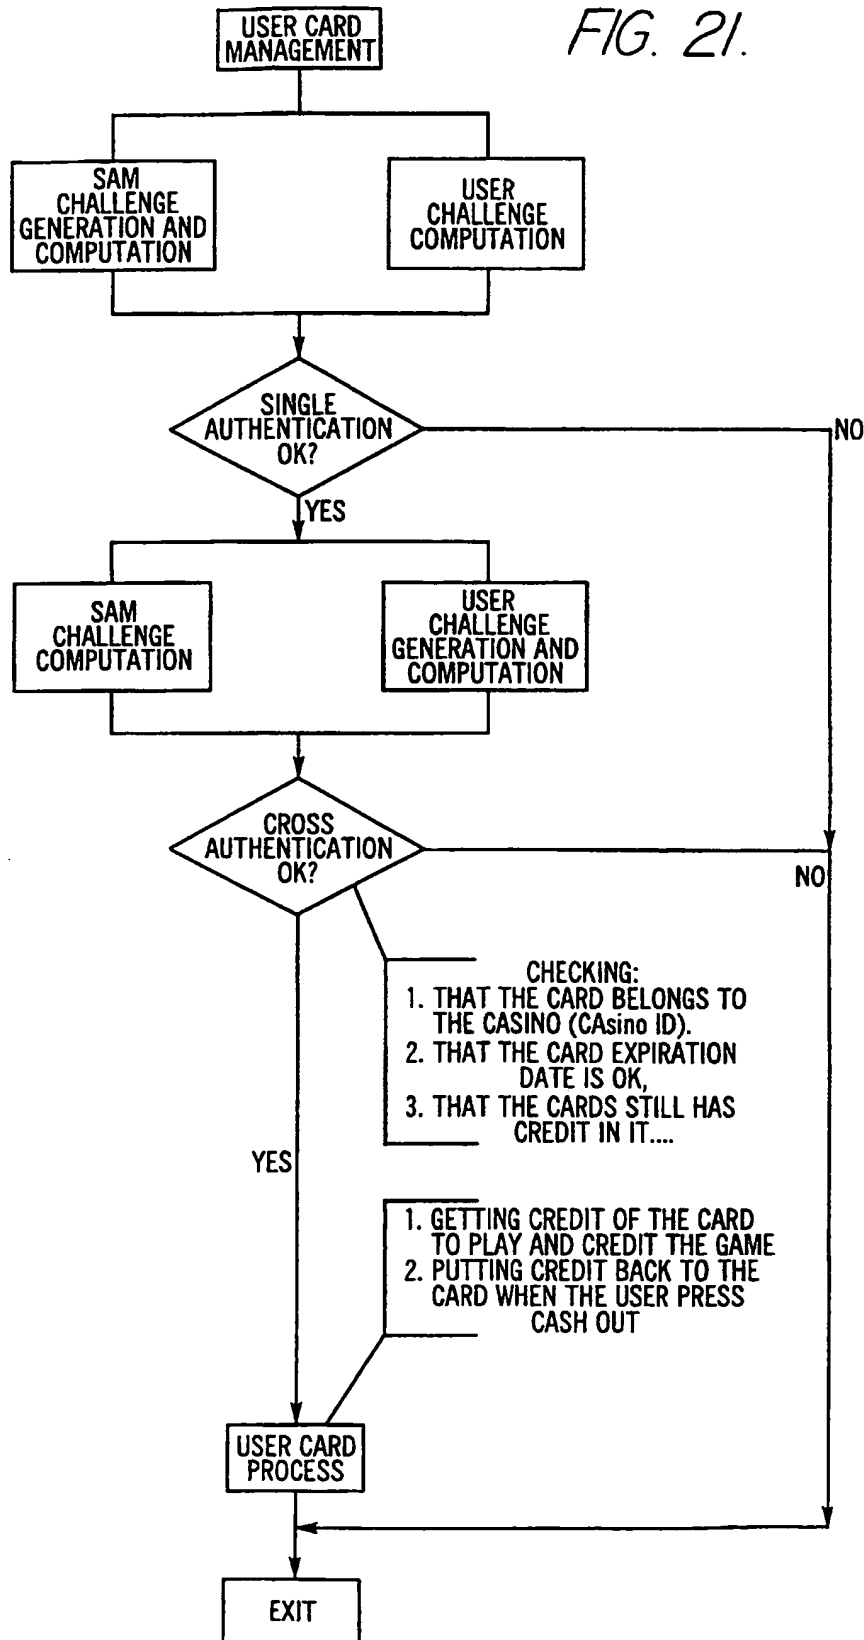 FIG. 21.
USER CARD
MANAGEMENT
SAM
CHALLENGE
GENERATION AND
COMPUTATION
USER
CHALLENGE
COMPUTATION
SINGLE
AUTHENTICATION
OK?
NO
YES
SAM
CHALLENGE
COMPUTATION
USER
CHALLENGE
GENERATION AND
COMPUTATION
CROSS
AUTHENTICATION
OK?
NO
CHECKING:
1. THAT THE CARD BELONGS TO
THE CASINO (CAsino ID).
2. THAT THE CARD EXPIRATION
DATE IS OK,
3. THAT THE CARDS STILL HAS
CREDIT IN IT....
YES
1. GETTING CREDIT OF THE CARD
TO PLAY AND CREDIT THE GAME
2. PUTTING CREDIT BACK TO THE
CARD WHEN THE USER PRESS
CASH OUT
USER CARD
PROCESS
EXIT